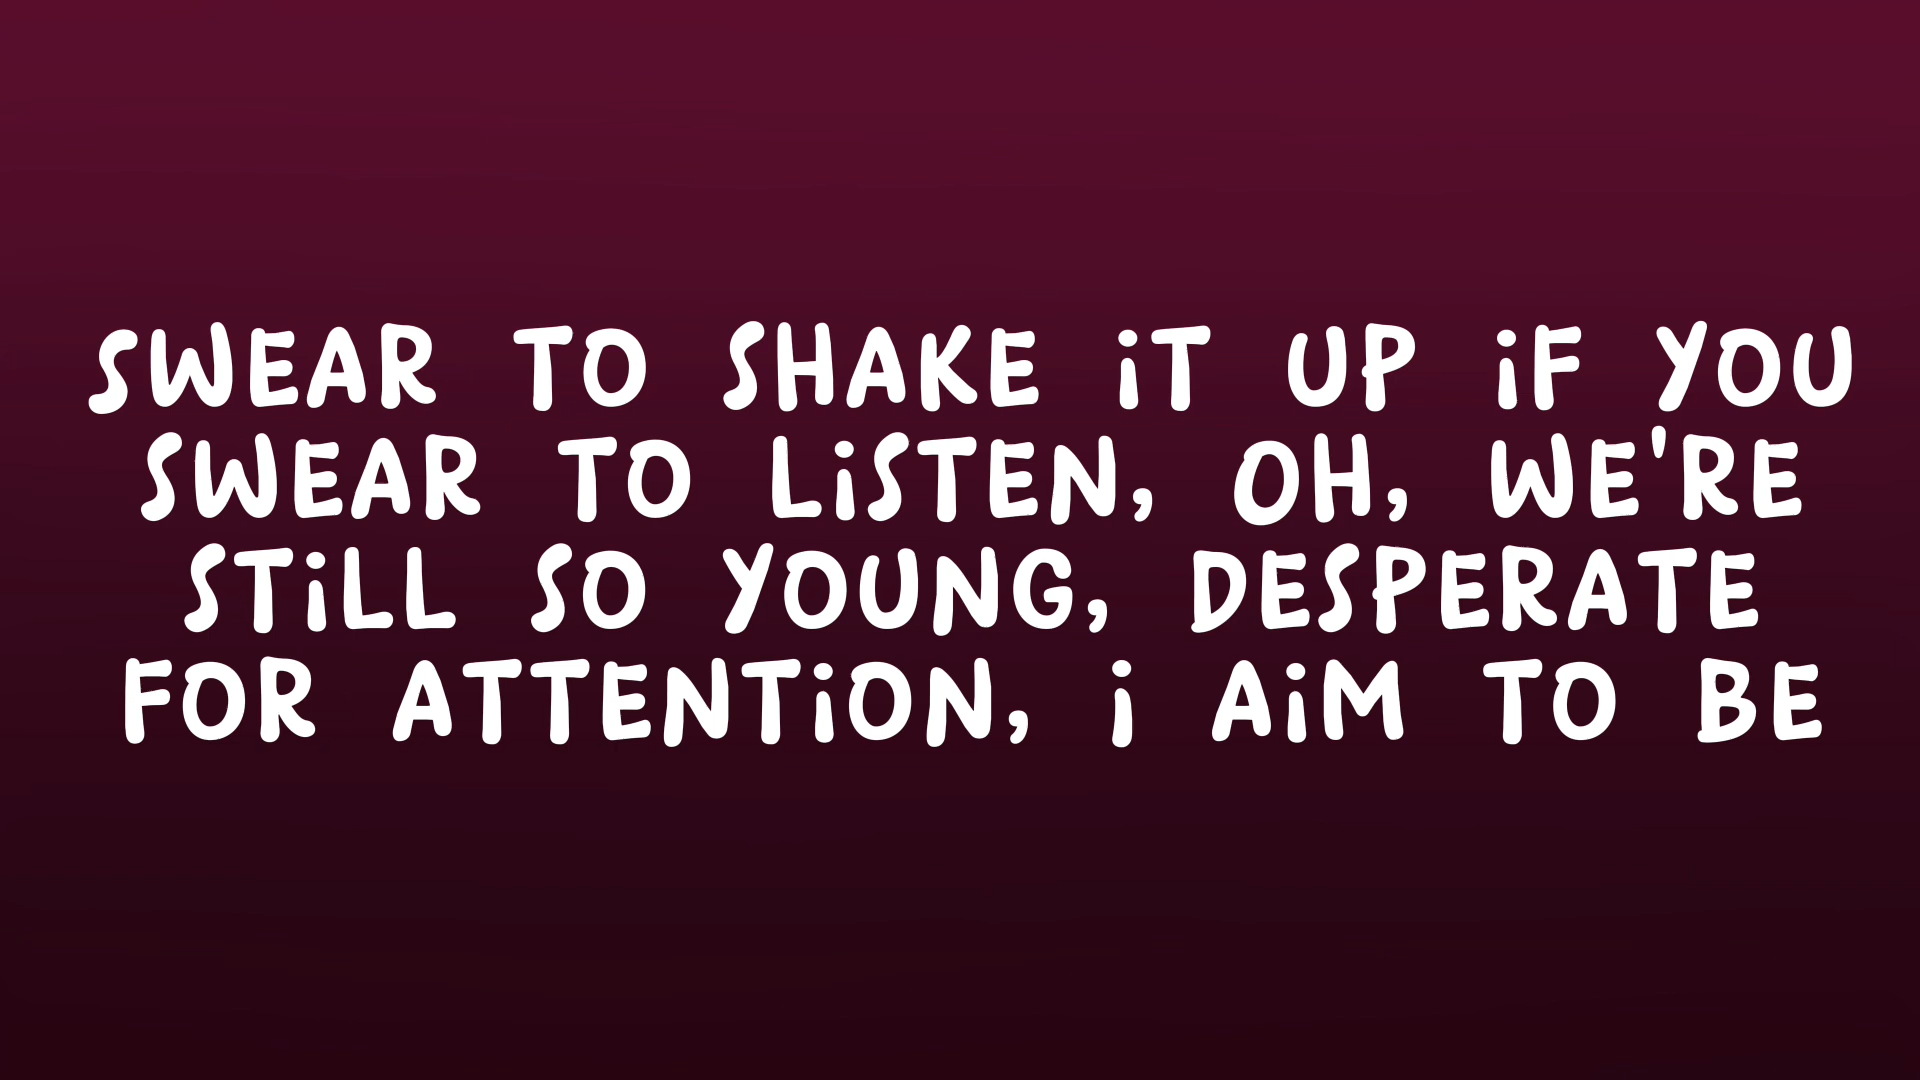 SWEAR TO SHAKE iT UP iF YOU
SWEAR TO LiSTEN, OH, WE'RE
STiLL SO YOUNG, DESPERATE
FOR ATTENTiON, i AiM TO BE